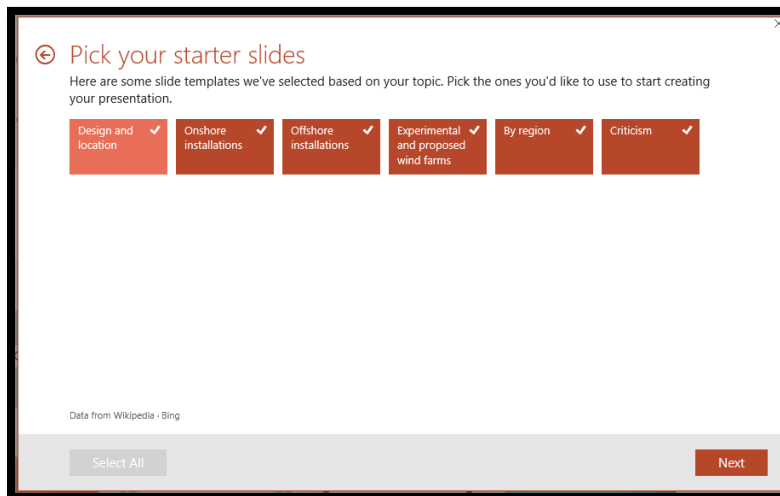 Pick your starter slides
Here are some slide templates we've selected based on your topic. Pick the ones you'd like to use to start creating
your presentation.
Design and
location
Onshore
installations
Offshore
installations
Experimental
and proposed
wind farms
By region
Criticism
Data from Wikipedia - Bing
Select All
Next